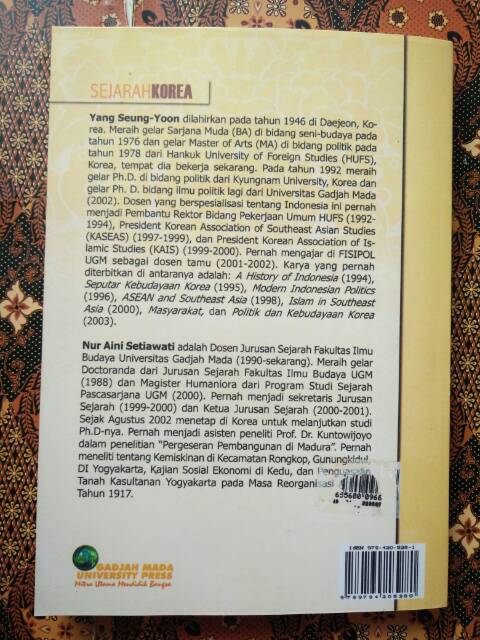 SEJARAHKOREA
Yang Seung-Yoon dilahirkan pada tahun 1946 di Daejeon, Ko-
rea. Meraih gelar Sarjana Muda (BA) di bidang seni-budaya pada
tahun 1976 dan gelar Master of Arts (MA) di bidang politik pada
tahun 1978 dari Hankuk University of Foreign Studies (HUFS),
Korea, tempat dia bekerja sekarang. Pada tahun 1992 meraih
gelar Ph.D. di bidang politik dari Kyungnam University, Korea dan
gelar Ph. D. bidang ilmu politik lagi dari Universitas Gadjah Mada
(2002). Dosen yang berspesialisasi tentang Indonesia ini pernah
menjadi Pembantu Rektor Bidang Pekerjaan Umum HUFS (1992-
1994), President Korean Association of Southeast Asian Studies
(KASEAS) (1997-1999), dan President Korean Association of Is-
lamic Studies (KAIS) (1999-2000). Pernah mengajar di FISIPOL
UGM sebagai dosen tamu (2001-2002). Karya yang pernah
diterbitkan di antaranya adalah: A History of Indonesia (1994),
Seputar Kebudayaan Korea (1995), Modern Indonesian Politics
(1996), ASEAN and Southeast Asia (1998), Islam in Southeast
Asia (2000), Masyarakat, dan Politik dan Kebudayaan Korea
(2003).
Nur Aini Setiawati adalah Dosen Jurusan Sejarah Fakultas Ilmu
Budaya Universitas Gadjah Mada (1990-sekarang). Meraih gelar
Doctoranda dari Jurusan Sejarah Fakultas Ilmu Budaya UGM
(1988) dan Magister Humaniora dari Program Studi Sejarah
Pascasarjana UGM (2000). Pernah menjadi sekretaris Jurusan
Sejarah (1999-2000) dan Ketua Jurusan Sejarah (2000-2001).
Sejak Agustus 2002 menetap di Korea untuk melanjutkan studi
Ph.D-nya. Pernah menjadi asisten peneliti Prof. Dr. Kuntowijoyo
dalam penelitian "Pergeseran Pembangunan di Madura". Pernah
meneliti tentang Kemiskinan di Kecamatan Rongkop, Gunungkidul,
DI Yogyakarta, Kajian Sosial Ekonomi di Kedu, dan Penguasaan
Tanah Kasultanan Yogyakarta pada Masa Reorganisasi
Tahun 1917.
655680 0966
GADJAH MADA
UNIVERSITY PRESS
Mitra Utama Mendidik Bangsa
ISBN 979-420-538-1
9789794205380